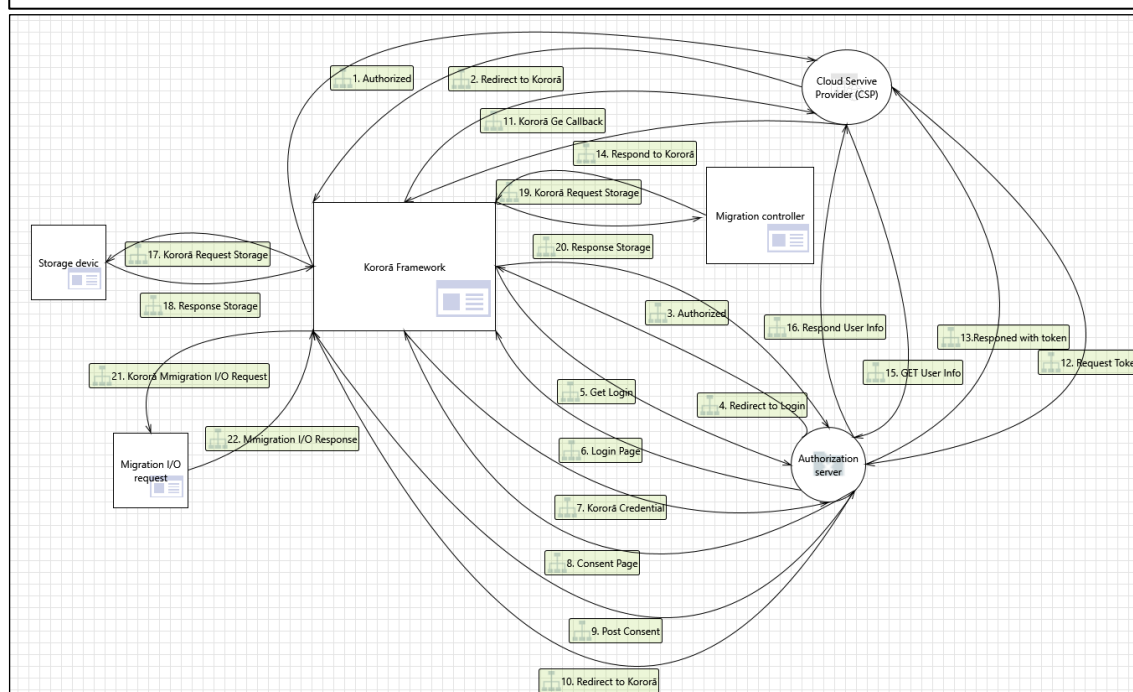 1. Authorized
2. Redirect to Kororā
Cloud Servive
Provider (CSP)
11. Kororā Ge Callback
14. Respond to Kororā
19. Kororā Request Storage
Migration controller
Storage devic
17. Kororā Request Storage
20. Response Storage
Kororā Framework
18. Response Storage
3. Authorized
16. Respond User Info
13.Responed with token
12. Request Toke
15. GET User Info
21. Kororā Mmigration I/O Request
5. Get Login
4. Redirect to Login
22. Mmigration I/O Response
6. Login Page
Migration I/O
request
Authorization
server
7. Kororā Credential
8. Consent Page
9. Post Consent
10. Redirect to Kororā